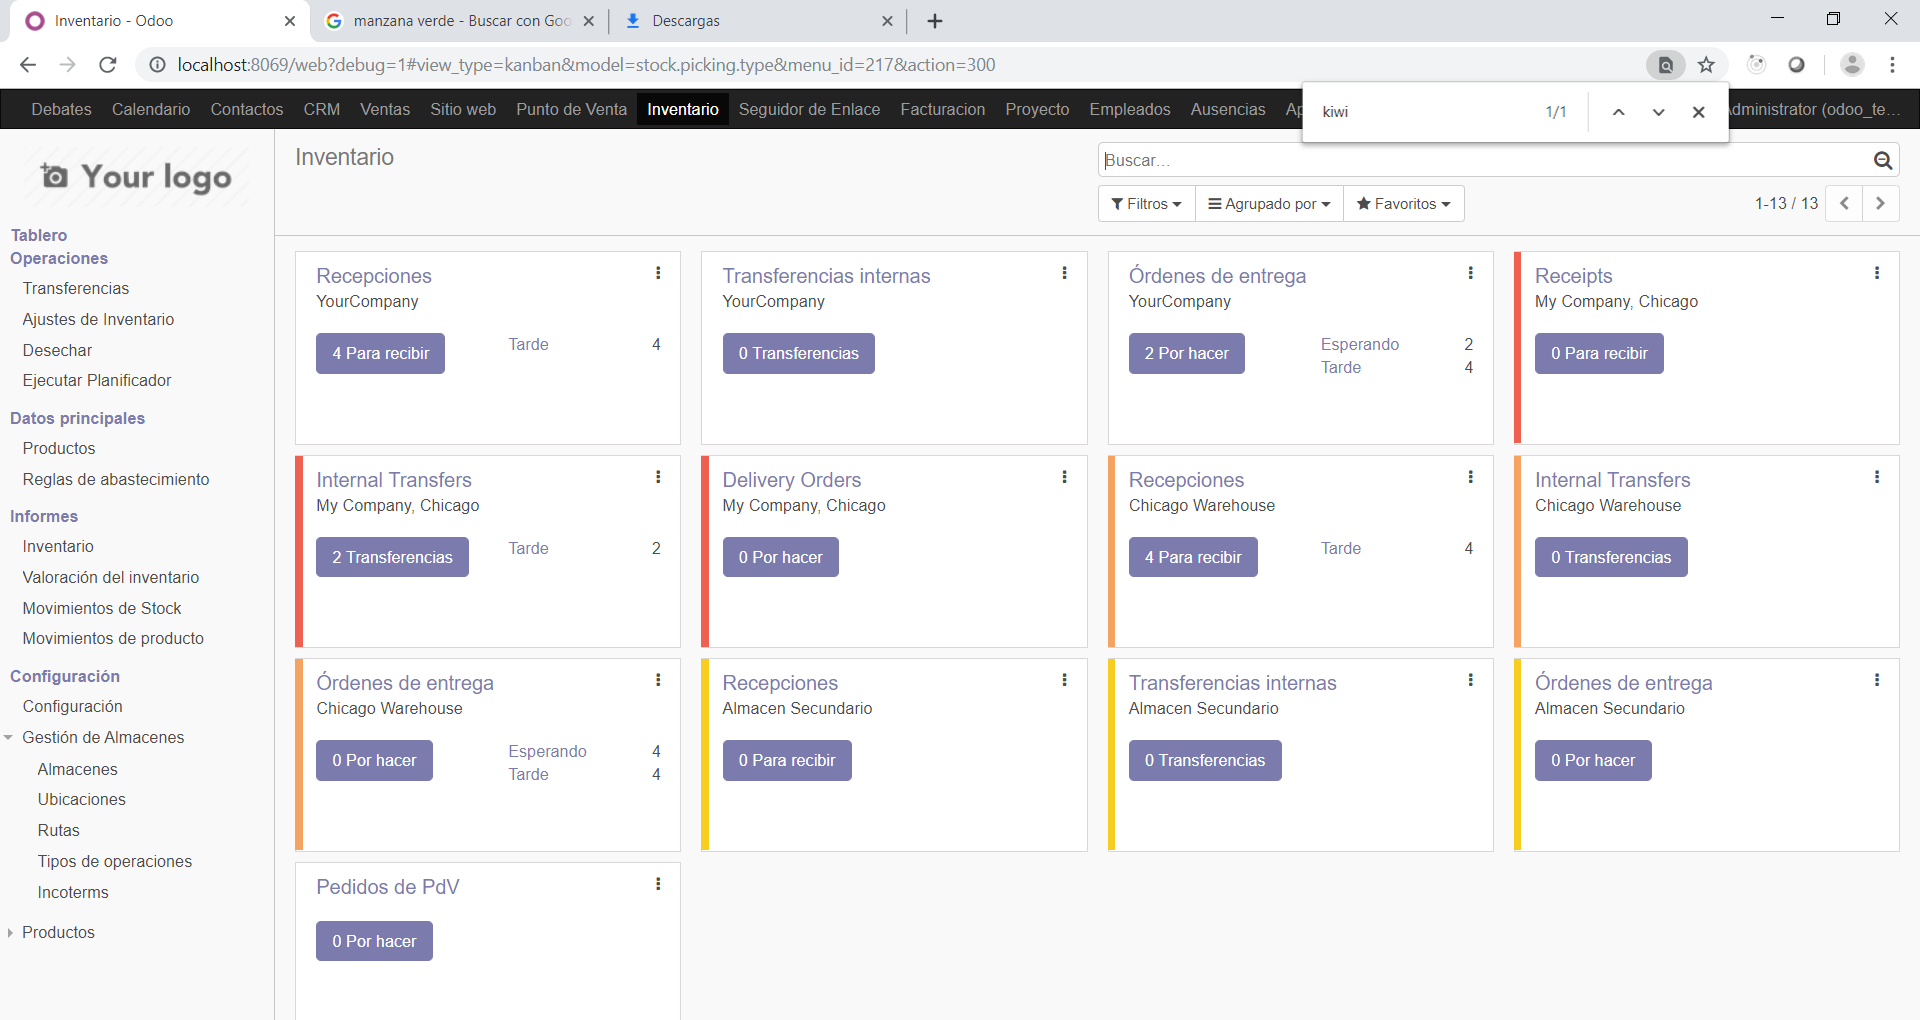 Inventario - Odoo
manzana verde - Buscar con Goo
Descargas
localhost:8069/web?debug=1#view_type=kanban&model=stock.picking.type&menu_id=217&action=300
Debates Calendario Contactos CRM Ventas Sitio web Punto de Venta Inventario Seguidor de Enlace Facturacion Proyecto Empleados Ausencias Ap
dministrator (odoo_te...
kiwi 1/1
Your logo
Inventario
Buscar...
Filtros Agrupado por Favoritos
1-13 / 13
Tablero
Operaciones
Transferencias
Ajustes de Inventario
Desechar
Ejecutar Planificador
Datos principales
Productos
Reglas de abastecimiento
Informes
Inventario
Valoración del inventario
Movimientos de Stock
Movimientos de producto
Configuración
Configuración
Gestión de Almacenes
Almacenes
Ubicaciones
Rutas
Tipos de operaciones
Incoterms
Productos
Recepciones
YourCompany
4 Para recibir
Tarde 4
Transferencias internas
YourCompany
0 Transferencias
Órdenes de entrega
YourCompany
2 Por hacer
Esperando 2
Tarde 4
Receipts
My Company, Chicago
0 Para recibir
Internal Transfers
My Company, Chicago
2 Transferencias
Tarde 2
Delivery Orders
My Company, Chicago
0 Por hacer
Recepciones
Chicago Warehouse
4 Para recibir
Tarde 4
Internal Transfers
Chicago Warehouse
0 Transferencias
Órdenes de entrega
Chicago Warehouse
0 Por hacer
Esperando 4
Tarde 4
Recepciones
Almacen Secundario
0 Para recibir
Transferencias internas
Almacen Secundario
0 Transferencias
Órdenes de entrega
Almacen Secundario
0 Por hacer
Pedidos de PdV
0 Por hacer